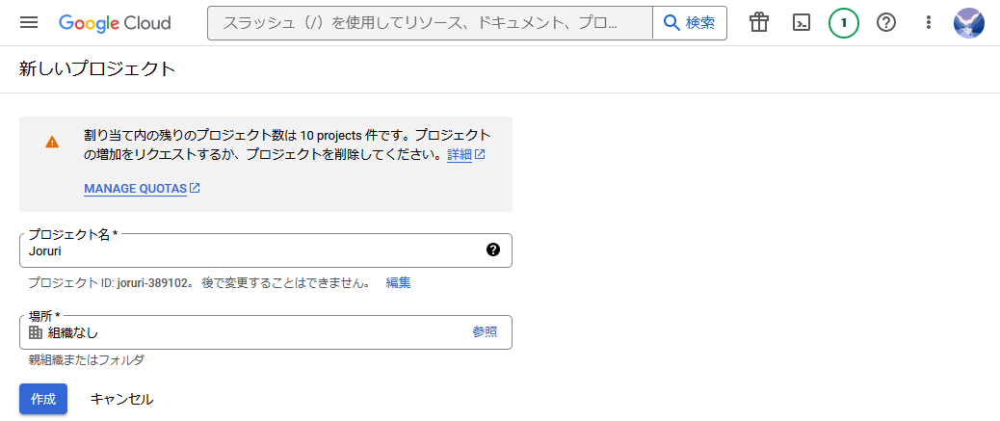 Google Cloud
スラッシュ（/）を使用してリソース、ドキュメント、プロ...
検索
1
新しいプロジェクト
割り当て内の残りのプロジェクト数は 10 projects 件です。プロジェクト
の増加をリクエストするか、プロジェクトを削除してください。詳細
MANAGE QUOTAS
プロジェクト名 *
Joruri
プロジェクト ID: joruri-389102。 後で変更することはできません。 編集
場所 *
組織なし 参照
親組織またはフォルダ
作成 キャンセル